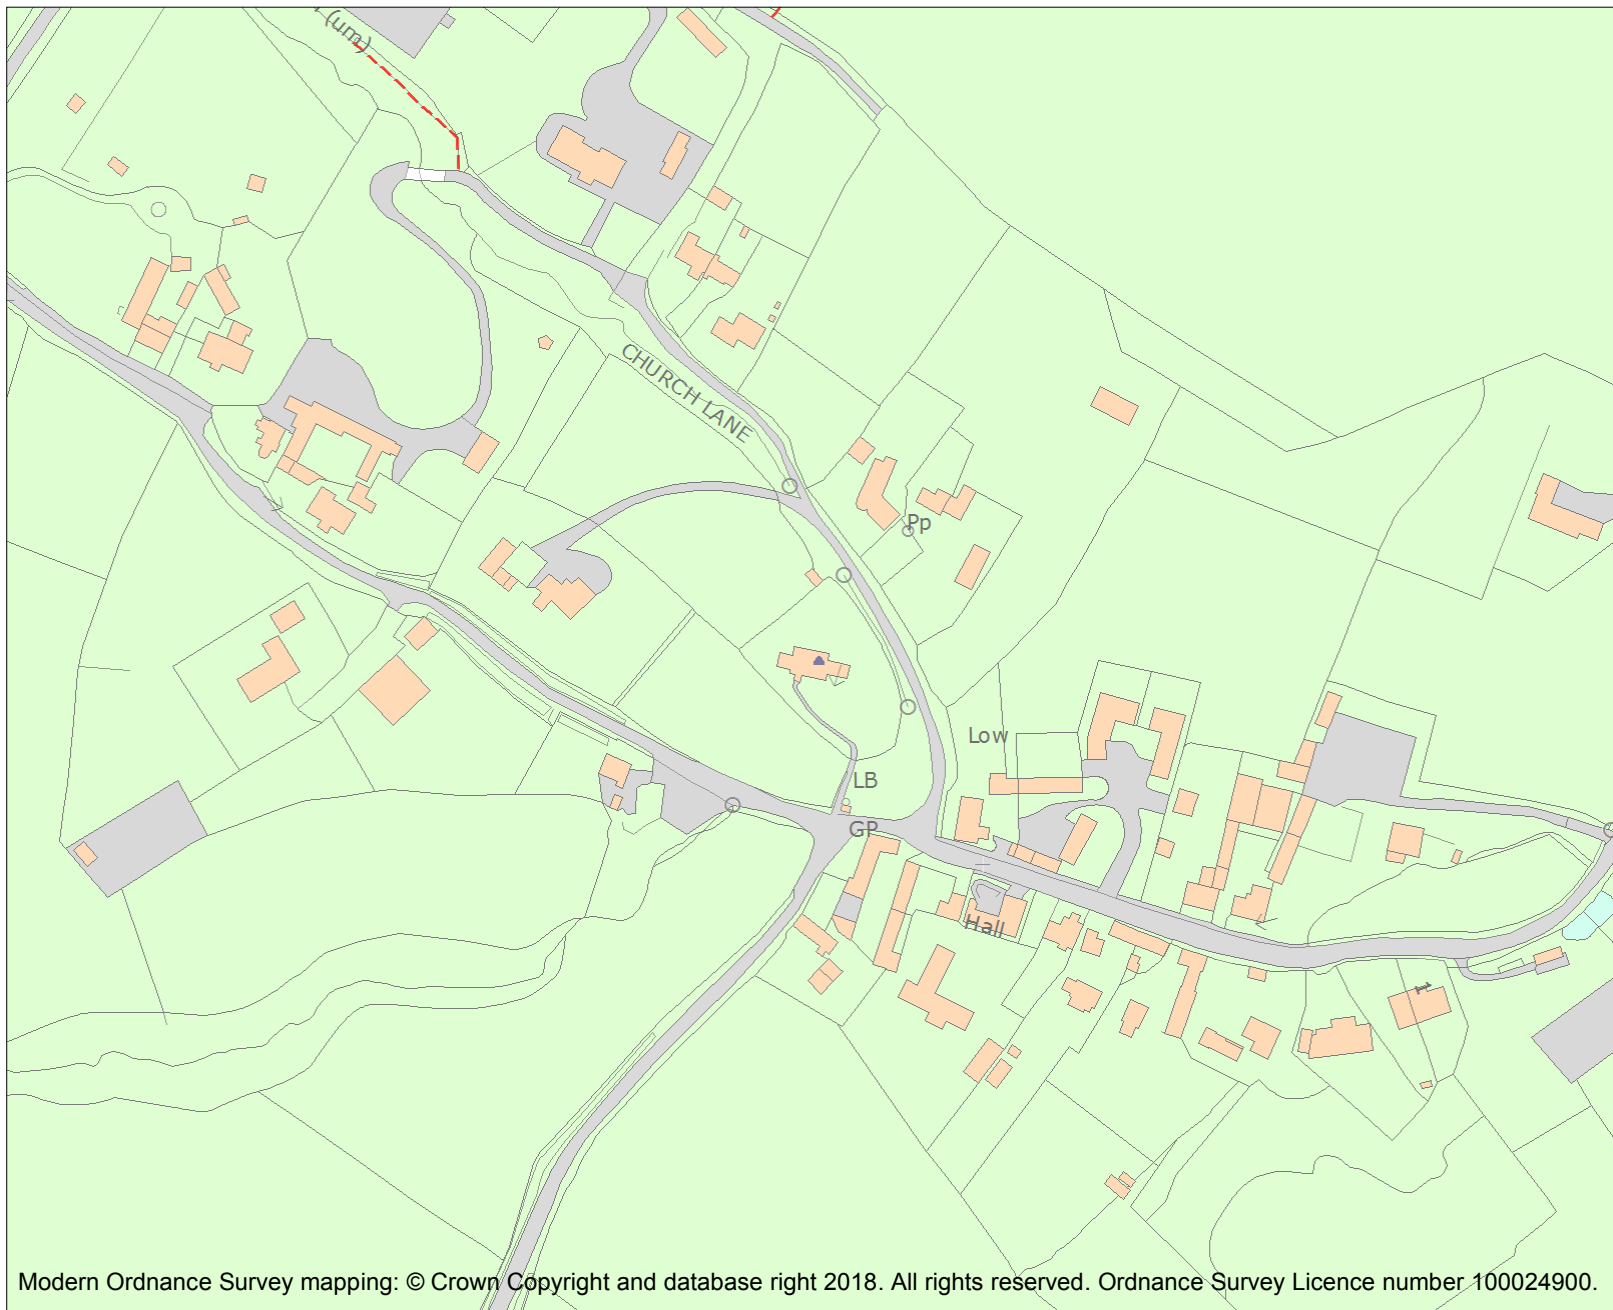 (um)
CHURCH LANE
Pp
Low
LB
GP
Hall
1
Modern Ordnance Survey mapping: © Crown Copyright and database right 2018. All rights reserved. Ordnance Survey Licence number 100024900.